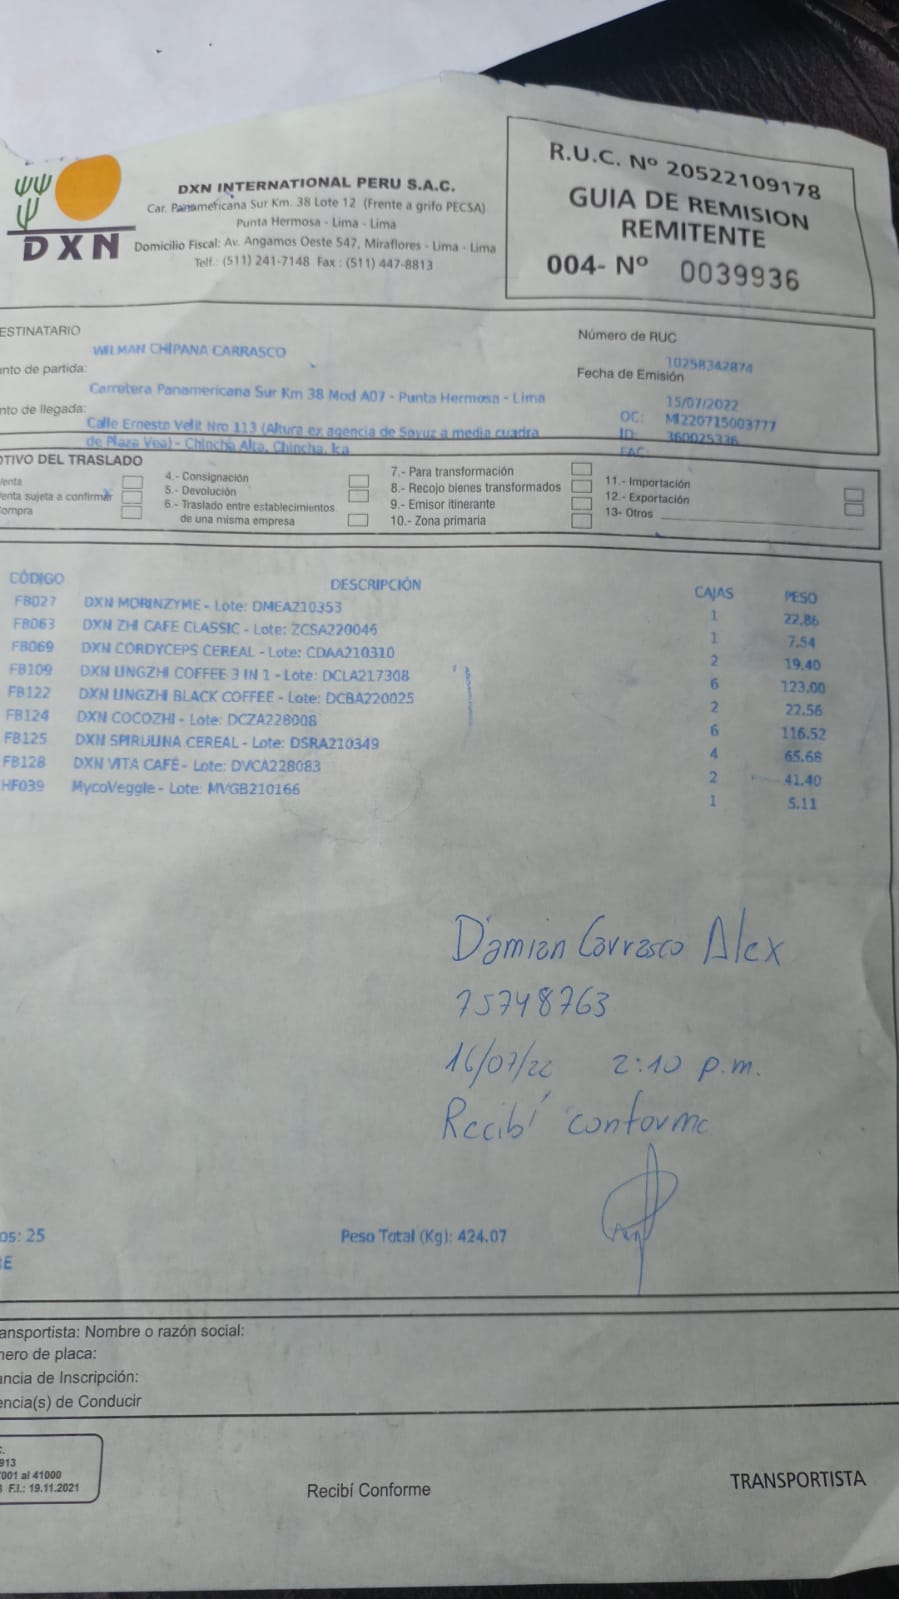 DXN
DXN INTERNATIONAL PERU S.A.C.
Car. Panamericana Sur Km. 38 Lote 12 (Frente a grifo PECSA)
Punta Hermosa - Lima - Lima
Domicilio Fiscal: Av. Angamos Oeste 547, Miraflores - Lima - Lima
Telf.: (511) 241-7148 Fax : (511) 447-8813
R.U.C. Nº 20522109178
GUIA DE REMISION
REMITENTE
004- Nº 0039936
ESTINATARIO
WILMAN CHIPANA CARRASCO
Número de RUC
10258342874
nto de partida:
Carretera Panamericana Sur Km 38 Mod A07 - Punta Hermosa - Lima
Fecha de Emisión
15/07/2022
nto de llegada:
Calle Ernesto Velit Nro 113 (Altura ex agencia de Soyuz a media cuadra
de Plaza Vea) - Chincha Alta, Chincha, Ica
OC: MI220715003777
ID: 360025336
FAC:
OTIVO DEL TRASLADO
enta
enta sujeta a confirmar
ompra
4.- Consignación
5.- Devolución
6.- Traslado entre establecimientos
de una misma empresa
7.- Para transformación
8.- Recojo bienes transformados
9.- Emisor itinerante
10.- Zona primaria
11.- Importación
12.- Exportación
13- Otros
CÓDIGO DESCRIPCIÓN CAJAS PESO
FB027 DXN MORINZYME - Lote: DMEA210353 1 22,86
FB063 DXN ZHI CAFE CLASSIC - Lote: ZCSA220046 1 7.54
FB069 DXN CORDYCEPS CEREAL - Lote: CDAA210310 2 19.40
FB109 DXN LINGZHI COFFEE 3 IN 1 - Lote: DCLA217308 6 123.00
FB122 DXN LINGZHI BLACK COFFEE - Lote: DCBA220025 2 22.56
FB124 DXN COCOZHI - Lote: DCZA228008 6 116.52
FB125 DXN SPIRULINA CEREAL - Lote: DSRA210349 4 65.68
FB128 DXN VITA CAFÉ - Lote: DVCA228083 2 41.40
HF039 MycoVeggie - Lote: MVGB210166 1 5.11
Damian Carrasco Alex
75748763
16/07/22 2:10 p.m.
Recibí conforme
os: 25 Peso Total (Kg): 424.07
E
ansportista: Nombre o razón social:
nero de placa:
ancia de Inscripción:
encia(s) de Conducir
913
7001 al 41000
F.I.: 19.11.2021
Recibí Conforme
TRANSPORTISTA